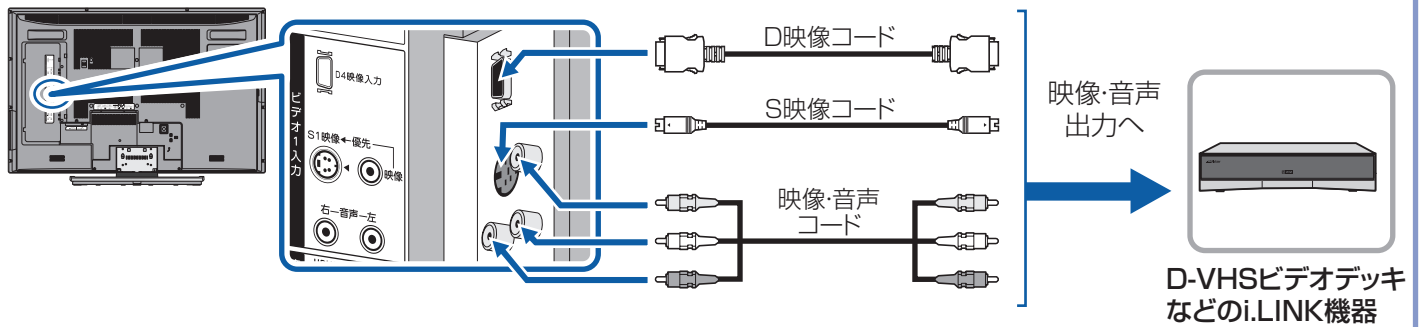 D4映像入力
ビデオ1入力
S1映像
優先
映像
右
音声
左
D映像コード
S映像コード
映像・音声
コード
映像・音声
出力へ
D-VHSビデオデッキ
などのi.LINK機器